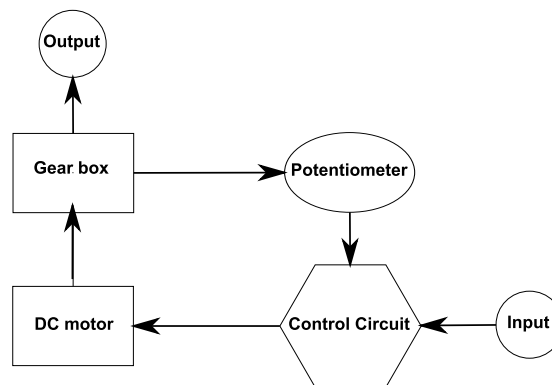 Output
Gear box
Potentiometer
DC motor
Control Circuit
Input